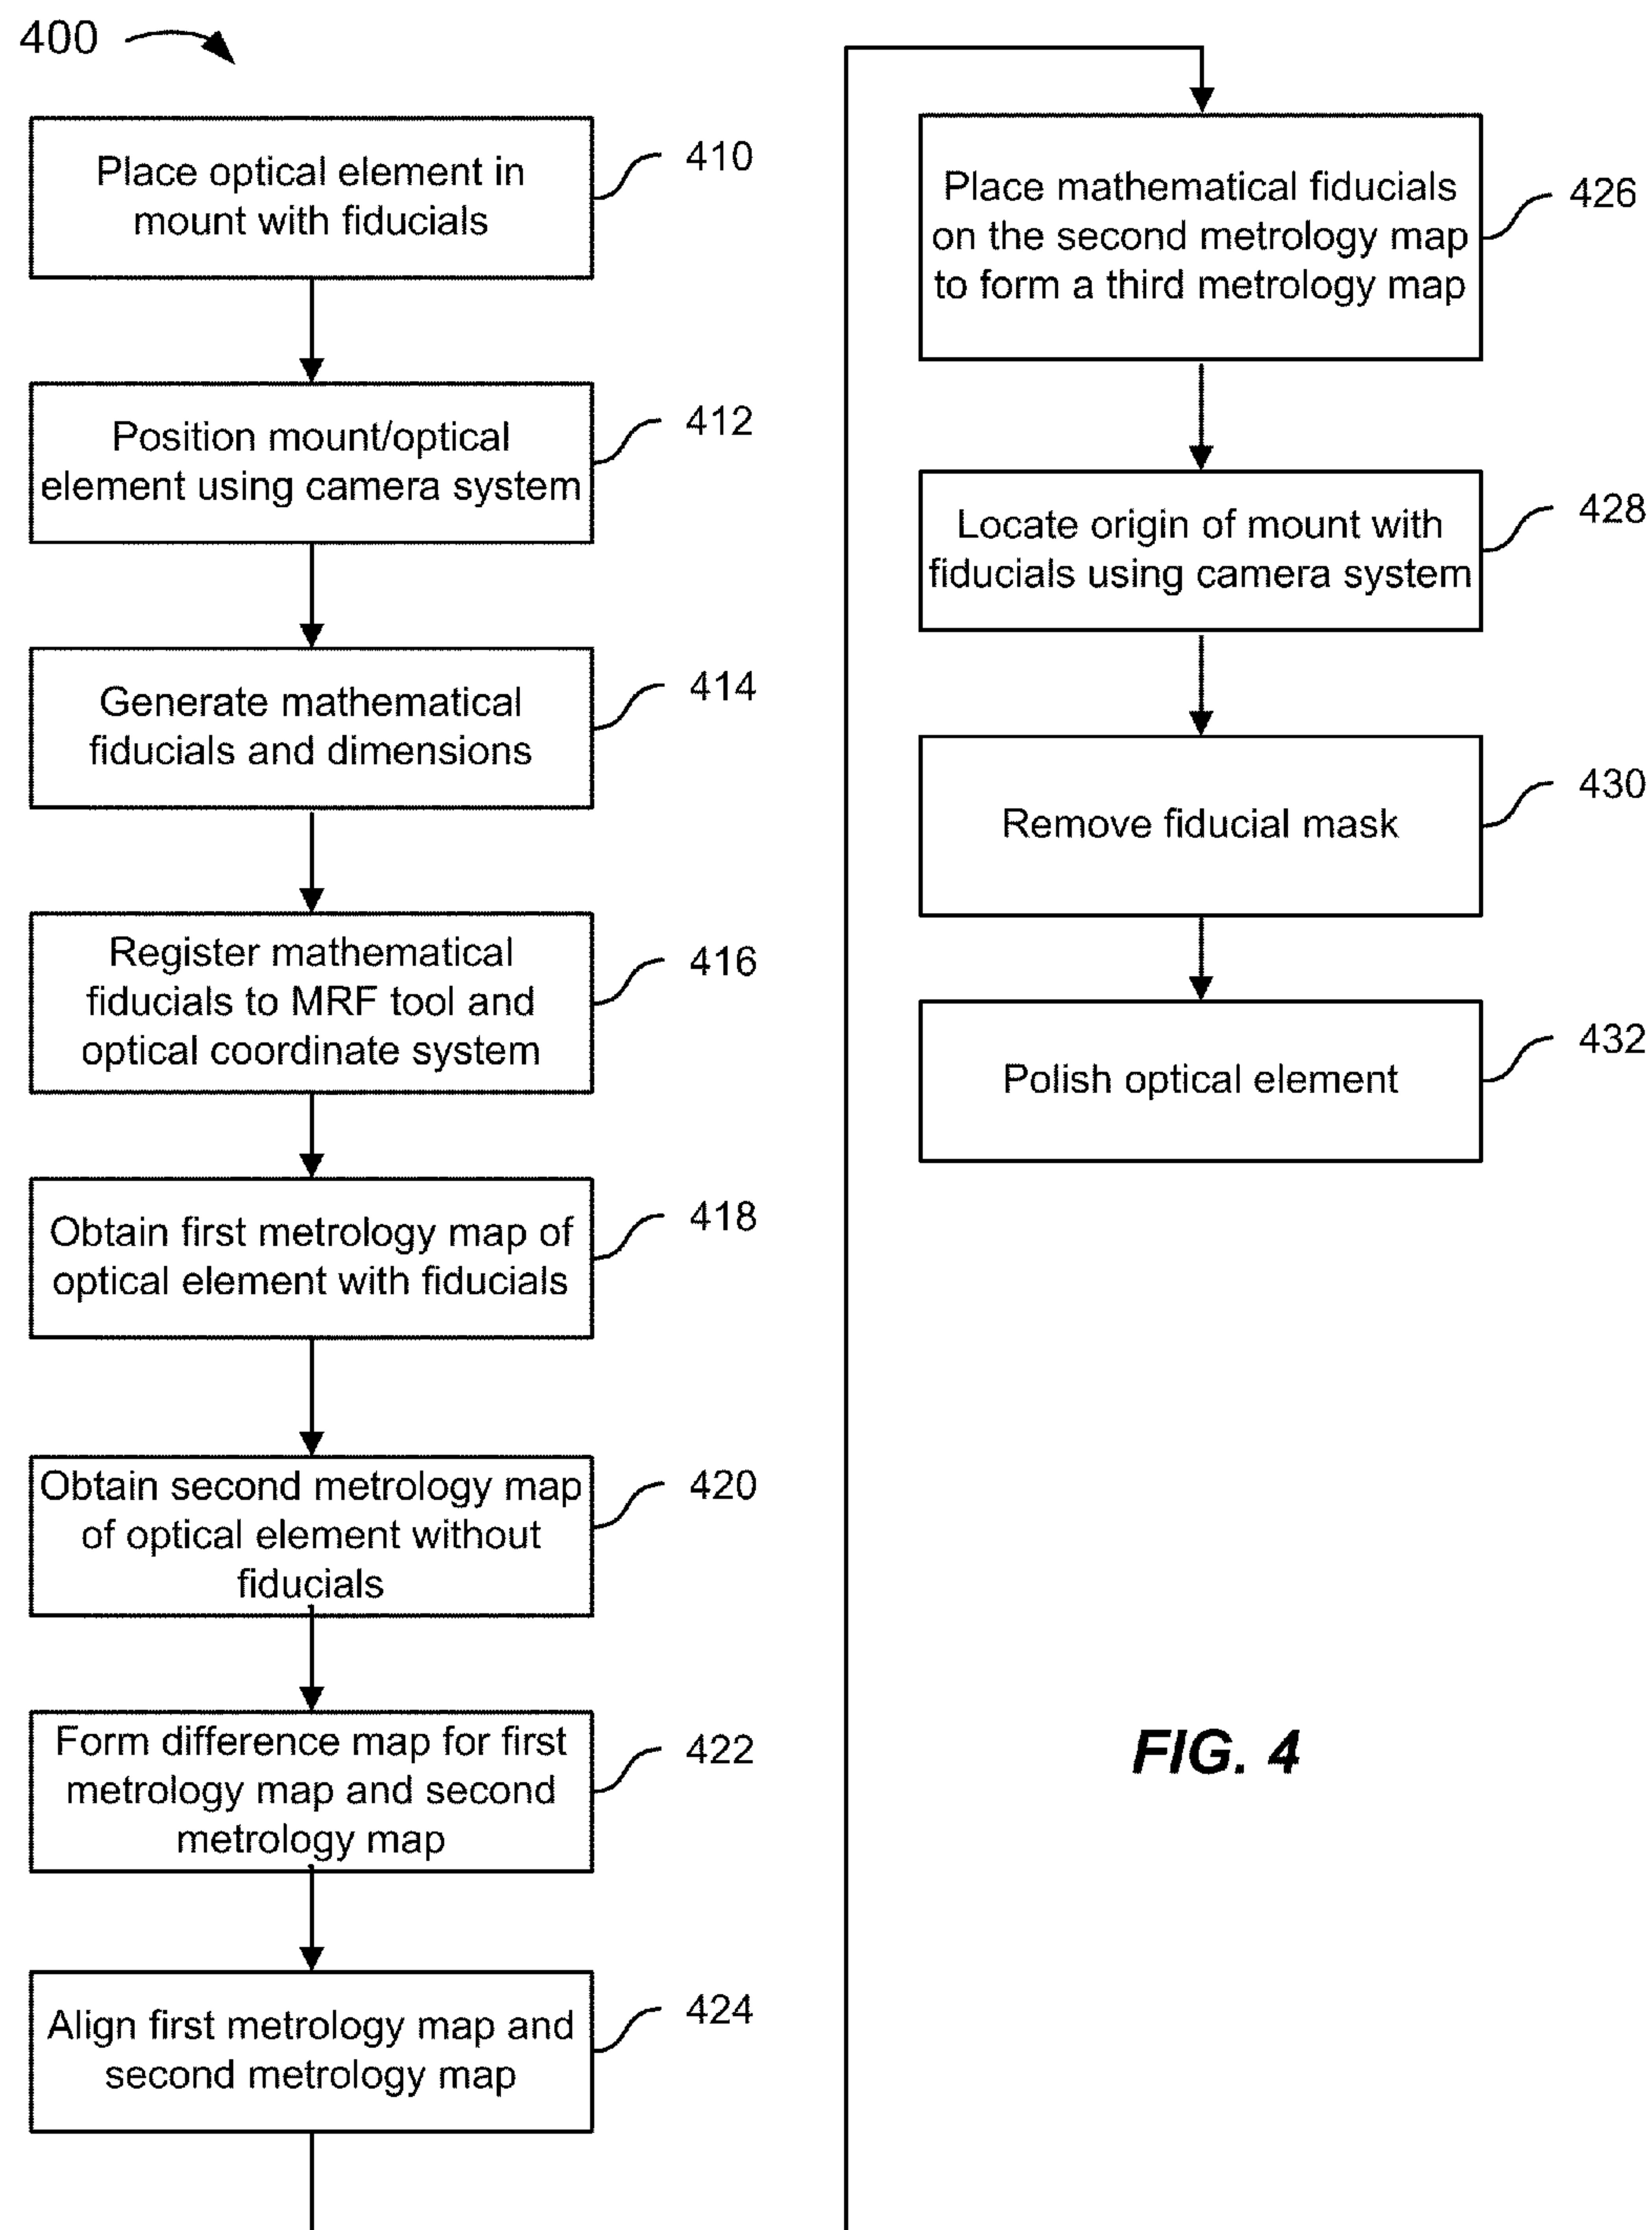 400
Place optical element in
mount with fiducials
410
Position mount/optical
element using camera system
412
Generate mathematical
fiducials and dimensions
414
Register mathematical
fiducials to MRF tool and
optical coordinate system
416
Obtain first metrology map of
optical element with fiducials
418
Obtain second metrology map
of optical element without
fiducials
420
Form difference map for first
metrology map and second
metrology map
422
Align first metrology map and
second metrology map
424
Place mathematical fiducials
on the second metrology map
to form a third metrology map
426
Locate origin of mount with
fiducials using camera system
428
Remove fiducial mask
430
Polish optical element
432
FIG. 4